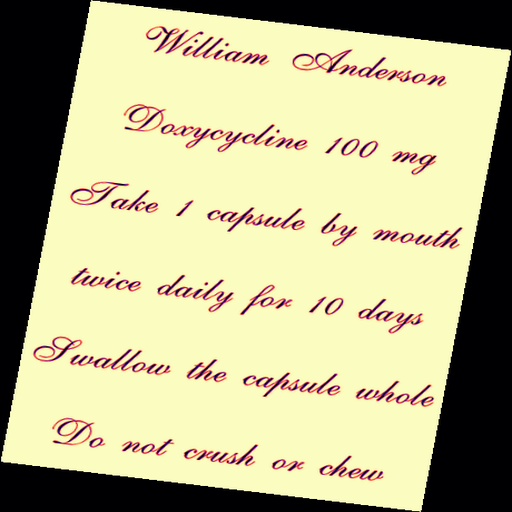 William Anderson
Doxycycline 100 mg
Take 1 capsule by mouth
twice daily for 10 days
Swallow the capsule whole
Do not crush or chew